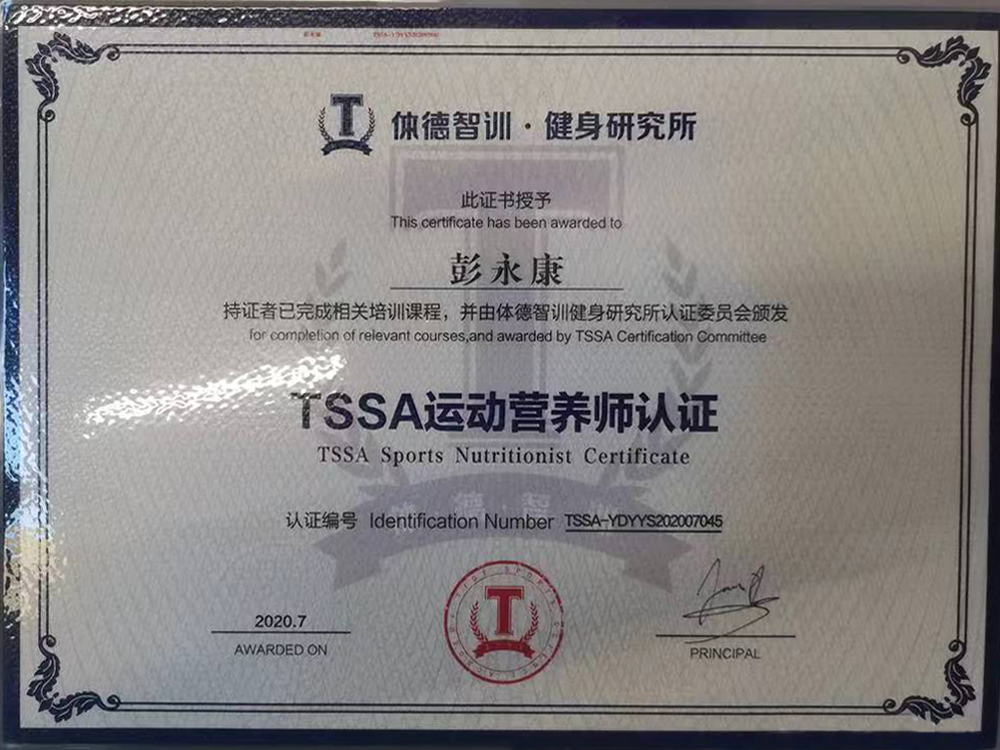 体德智训·健身研究所
此证书授予
This certificate has been awarded to
彭永康
持证者已完成相关培训课程，并由体德智训健身研究所认证委员会颁发
for completion of relevant courses,and awarded by TSSA Certification Committee
TSSA运动营养师认证
TSSA Sports Nutritionist Certificate
认证编号 Identification Number TSSA-YDYYS202007045
2020.7
AWARDED ON
PRINCIPAL